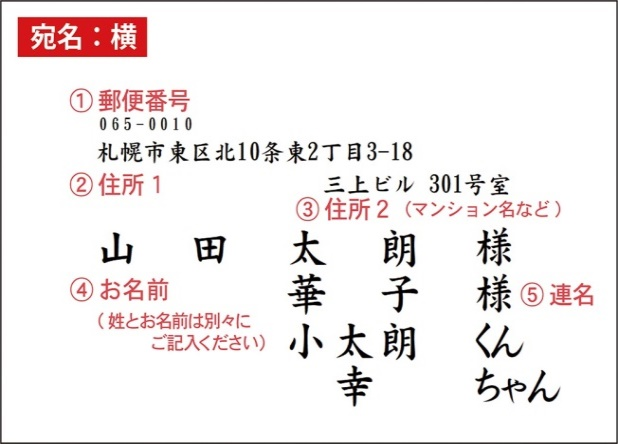 宛名：横
①郵便番号
065-0010
札幌市東区北10条東2丁目3-18
②住所1
三上ビル 301号室
③住所2（マンション名など）
山田 太朗 様
④お名前
華子 様
⑤連名
（姓とお名前は別々に
ご記入ください）
小太朗 くん
幸 ちゃん